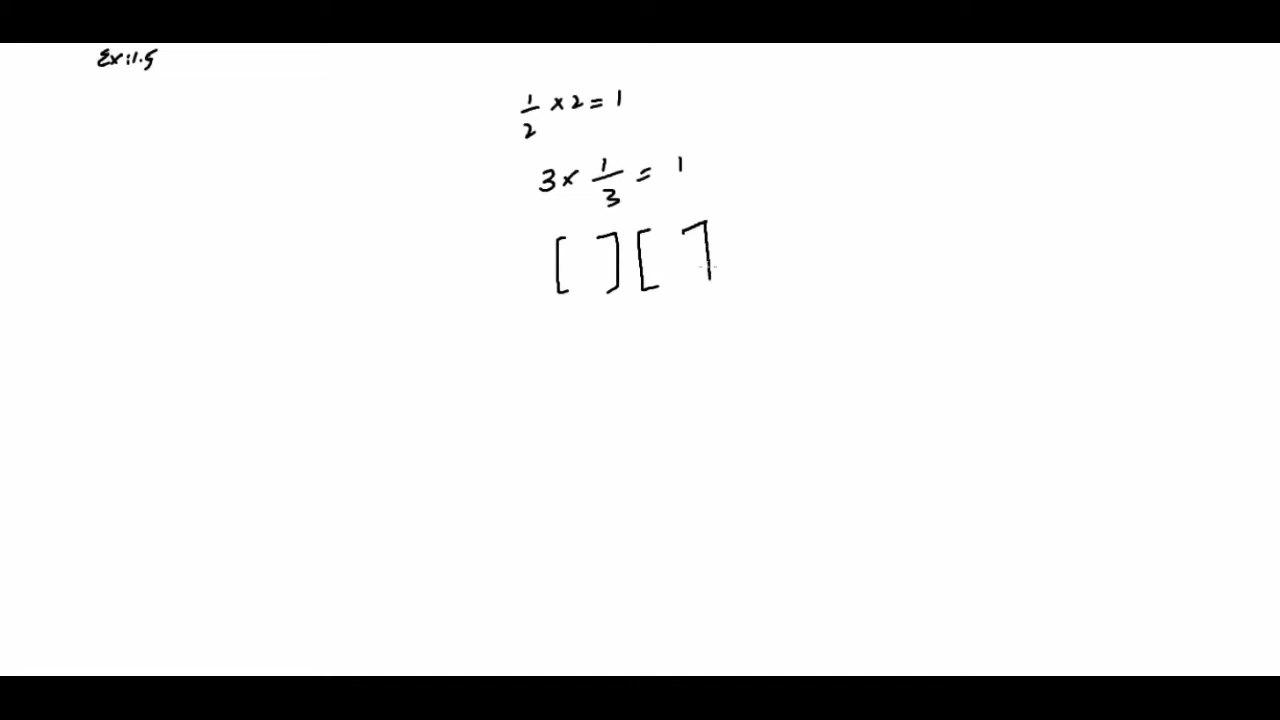 Ex:1.5
1/2 × 2 = 1
3 × 1/3 = 1
[ ] [ ]